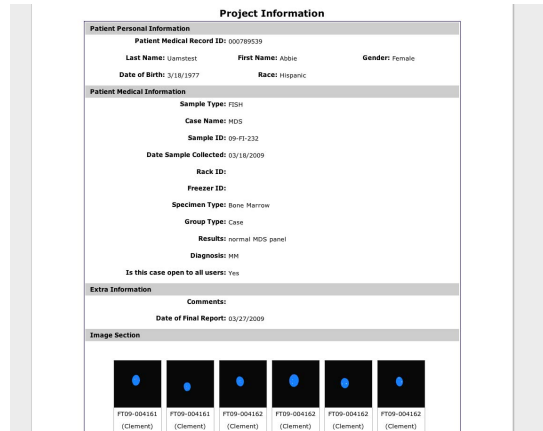 Project Information
Patient Personal Information
Patient Medical Record ID: 000789539
Last Name: Uamstest First Name: Abbie Gender: Female
Date of Birth: 3/18/1977 Race: Hispanic
Patient Medical Information
Sample Type: FISH
Case Name: MDS
Sample ID: 09-FI-232
Date Sample Collected: 03/18/2009
Rack ID:
Freezer ID:
Specimen Type: Bone Marrow
Group Type: Case
Results: normal MDS panel
Diagnosis: MM
Is this case open to all users: Yes
Extra Information
Comments:
Date of Final Report: 03/27/2009
Image Section
FT09-004161 FT09-004161 FT09-004162 FT09-004162 FT09-004162 FT09-004162
(Clement) (Clement) (Clement) (Clement) (Clement) (Clement)